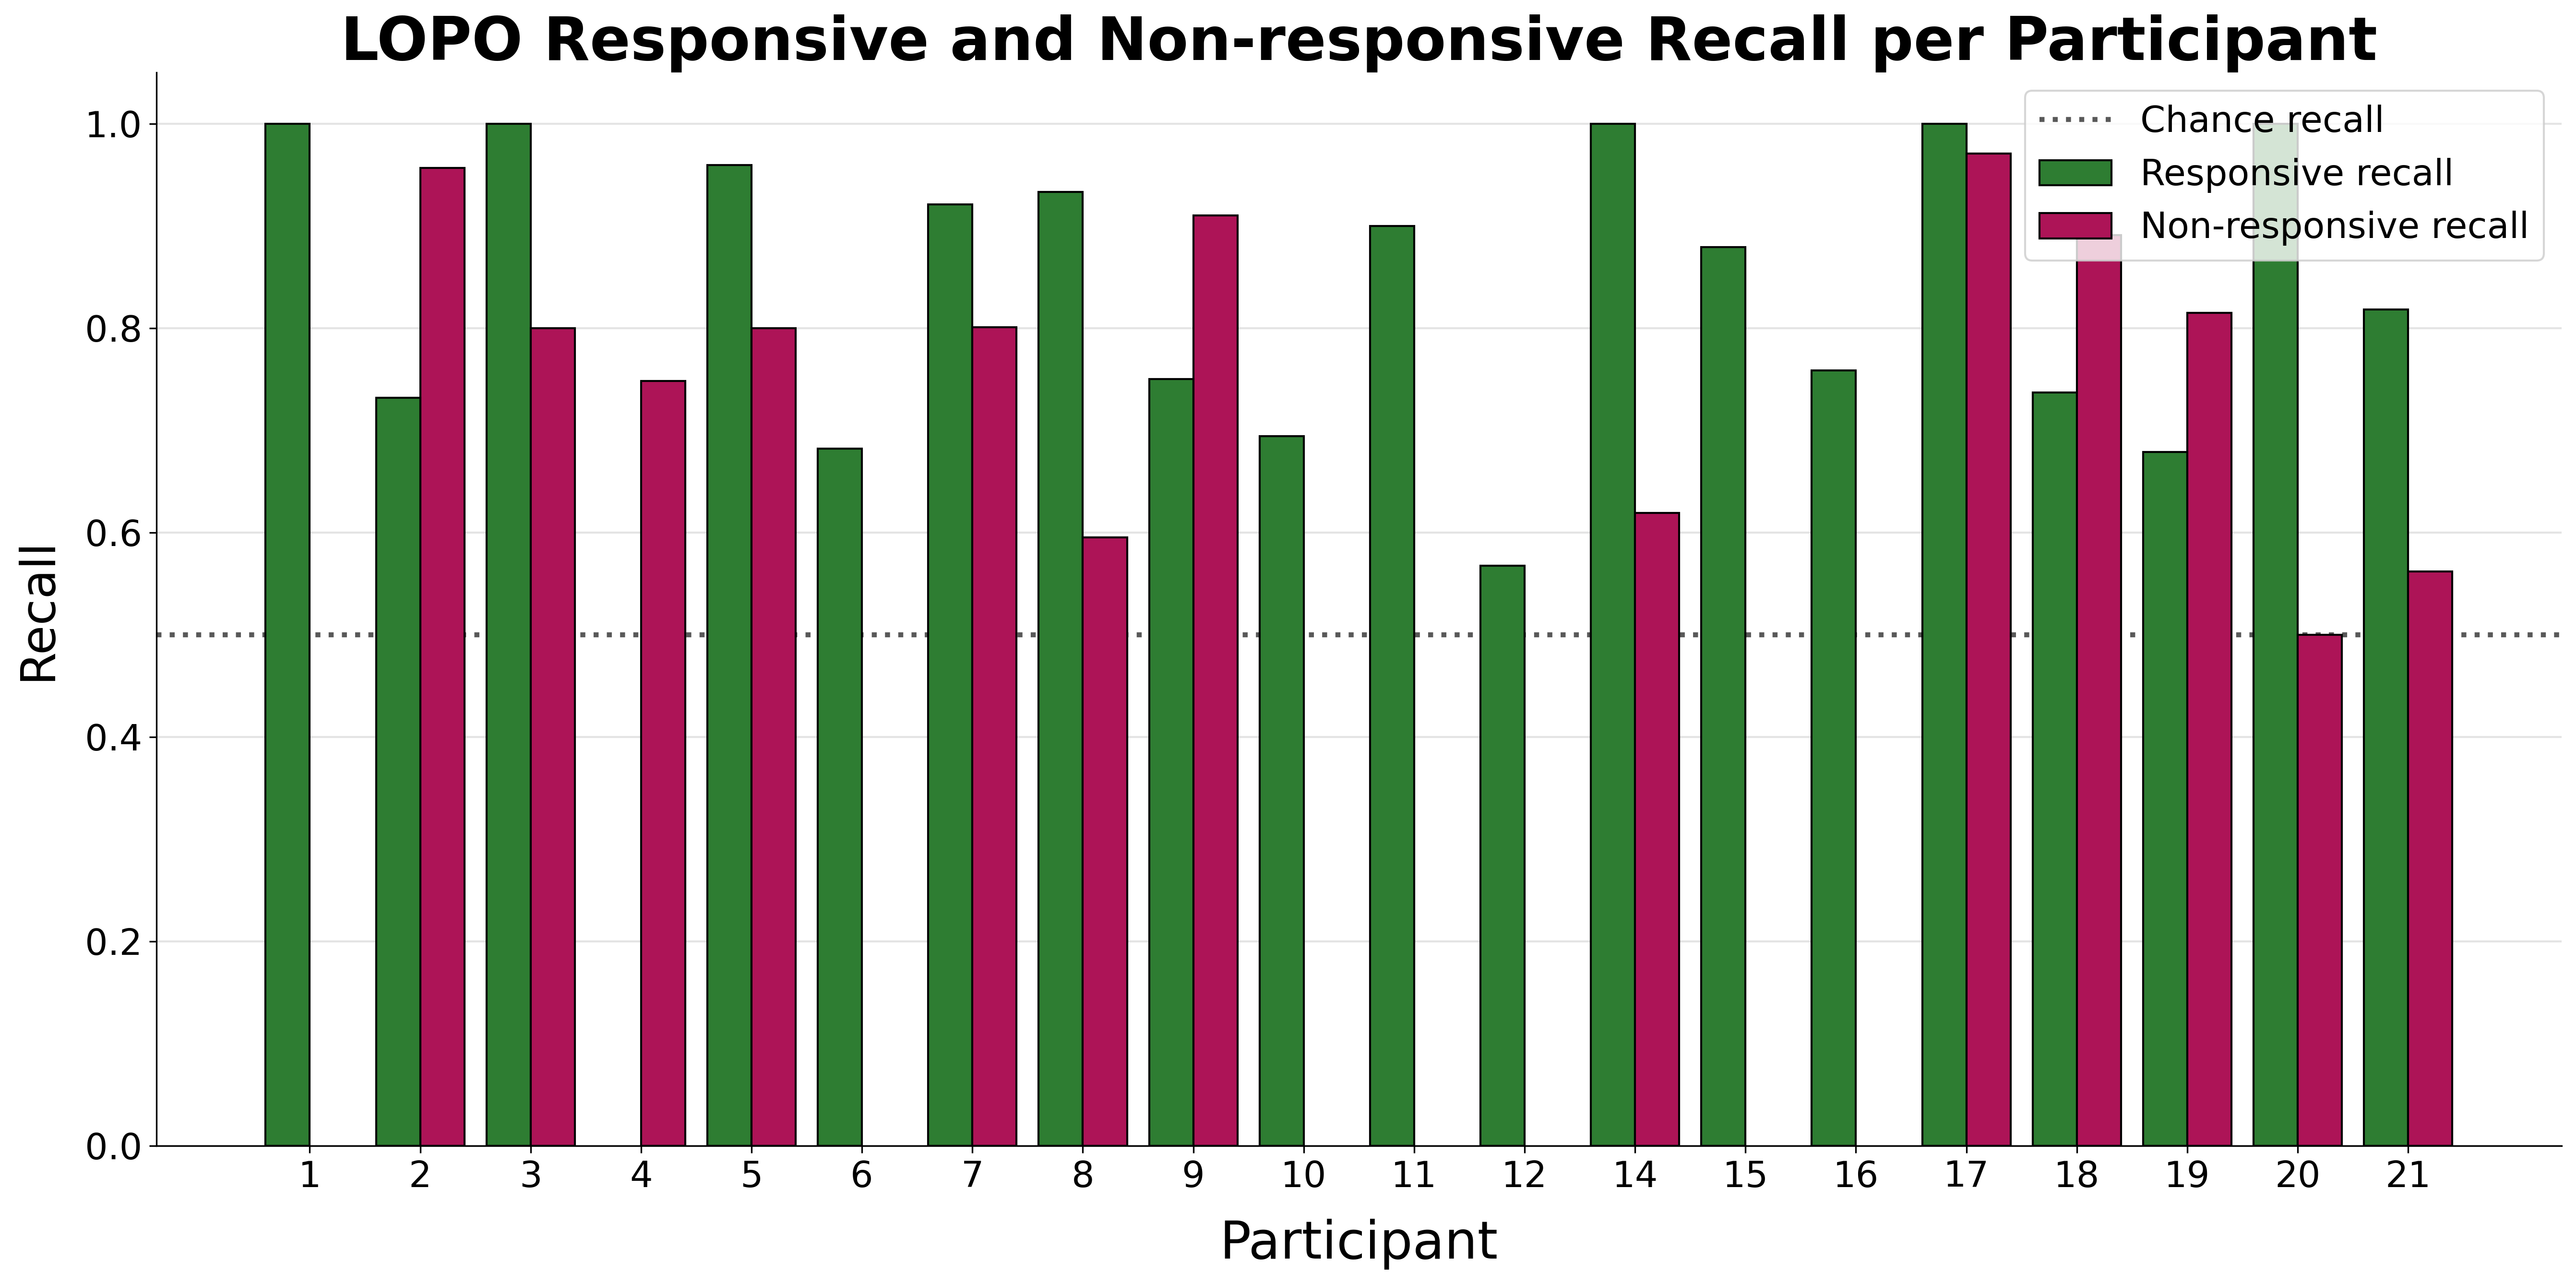 LOPO Responsive and Non-responsive Recall per Participant
Chance recall
Responsive recall
Non-responsive recall
1.0
0.8
0.6
0.4
0.2
0.0
Recall
1 2 3 4 5 6 7 8 9 10 11 12 14 15 16 17 18 19 20 21
Participant